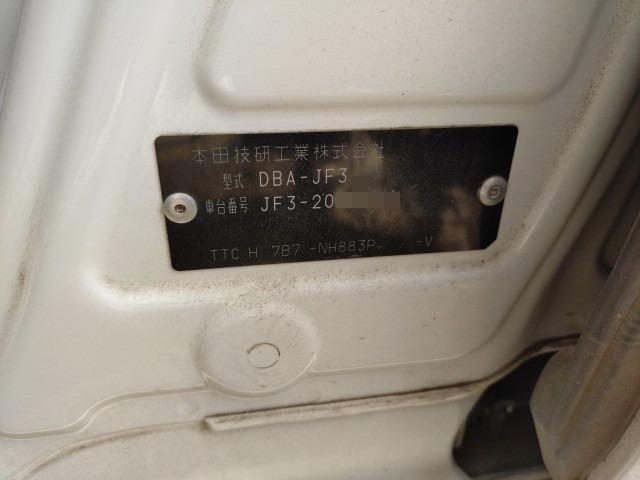 本田技研工業株式会社
型式 DBA-JF3
車台番号 JF3-20
TTC H 7B7 -NH883P -V